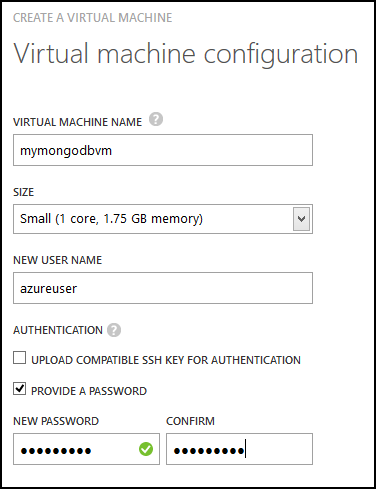 CREATE A VIRTUAL MACHINE
Virtual machine configuration
VIRTUAL MACHINE NAME ?
mymongodbvm
SIZE
Small (1 core, 1.75 GB memory)
NEW USER NAME
azureuser
AUTHENTICATION ?
UPLOAD COMPATIBLE SSH KEY FOR AUTHENTICATION
PROVIDE A PASSWORD
NEW PASSWORD CONFIRM
●●●●●●●●● ●●●●●●●●●